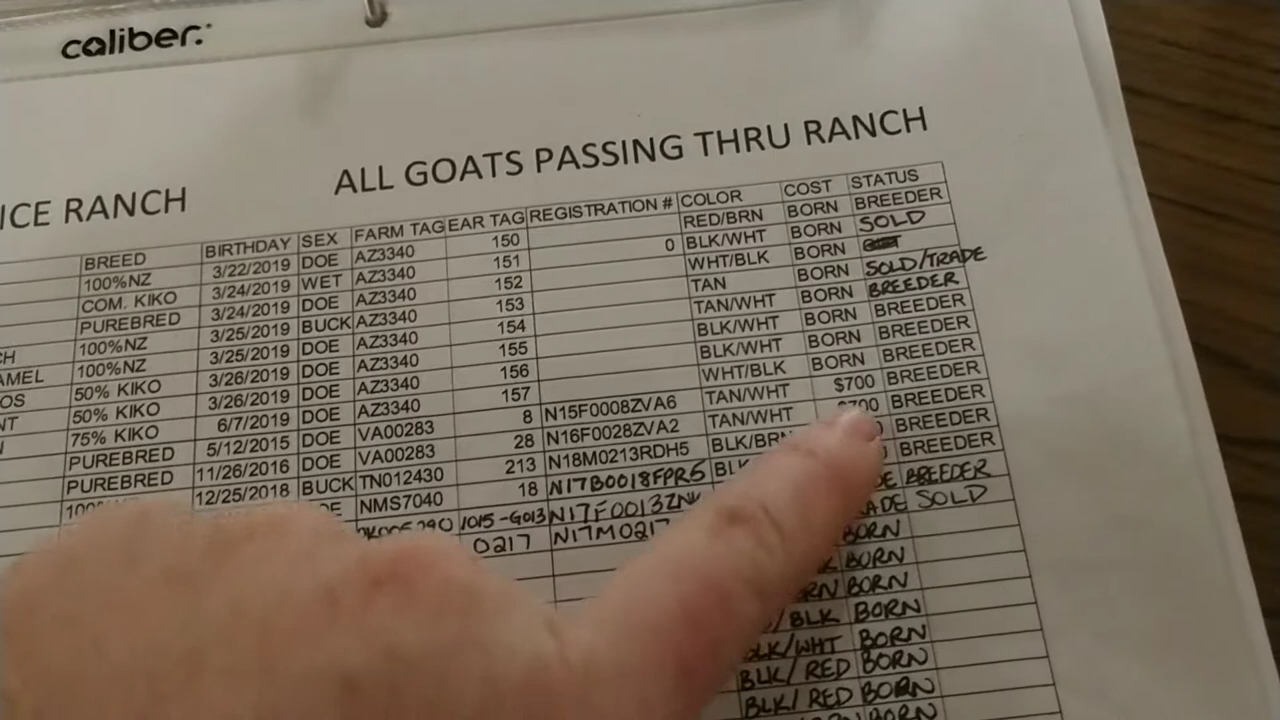 caliber.
ICE RANCH ALL GOATS PASSING THRU RANCH
BREED BIRTHDAY SEX FARM TAG EAR TAG REGISTRATION # COLOR COST STATUS
100%NZ 3/22/2019 DOE AZ3340 150 RED/BRN BORN BREEDER
COM. KIKO 3/24/2019 WET AZ3340 151 0 BLK/WHT BORN SOLD
PUREBRED 3/24/2019 DOE AZ3340 152 WHT/BLK BORN
CH 100%NZ 3/25/2019 BUCK AZ3340 153 TAN BORN SOLD/TRADE
AMEL 100%NZ 3/25/2019 DOE AZ3340 154 TAN/WHT BORN BREEDER
OS 50% KIKO 3/26/2019 DOE AZ3340 155 BLK/WHT BORN BREEDER
NT 50% KIKO 3/26/2019 DOE AZ3340 156 BLK/WHT BORN BREEDER
N 75% KIKO 6/7/2019 DOE AZ3340 157 WHT/BLK BORN BREEDER
PUREBRED 5/12/2015 DOE VA00283 8 N15F0008ZVA6 TAN/WHT $700 BREEDER
PUREBRED 11/26/2016 DOE VA00283 28 N16F0028ZVA2 TAN/WHT $700 BREEDER
12/25/2018 BUCK TN012430 213 N18M0213RDH5 BLK/BRN BREEDER
NMS7040 18 N17B0018FPR5 BREEDER
1015-G013 BREEDER
0217 N17M0217 SOLD
BORN
BORN
BORN
BLK BORN
BLK/WHT BORN
BLK/RED BORN
BLK/RED BORN
BORN